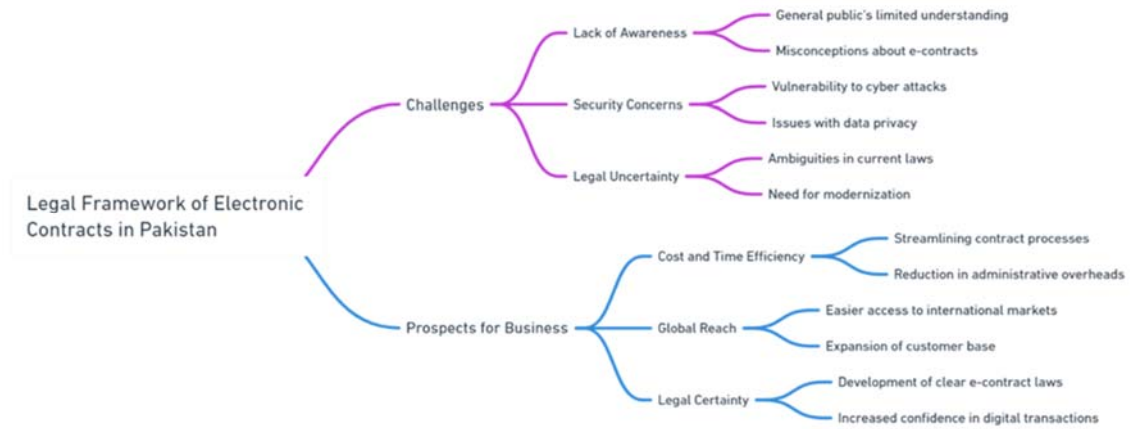 Legal Framework of Electronic
Contracts in Pakistan
Challenges
Lack of Awareness
General public's limited understanding
Misconceptions about e-contracts
Security Concerns
Vulnerability to cyber attacks
Issues with data privacy
Legal Uncertainty
Ambiguities in current laws
Need for modernization
Prospects for Business
Cost and Time Efficiency
Streamlining contract processes
Reduction in administrative overheads
Global Reach
Easier access to international markets
Expansion of customer base
Legal Certainty
Development of clear e-contract laws
Increased confidence in digital transactions